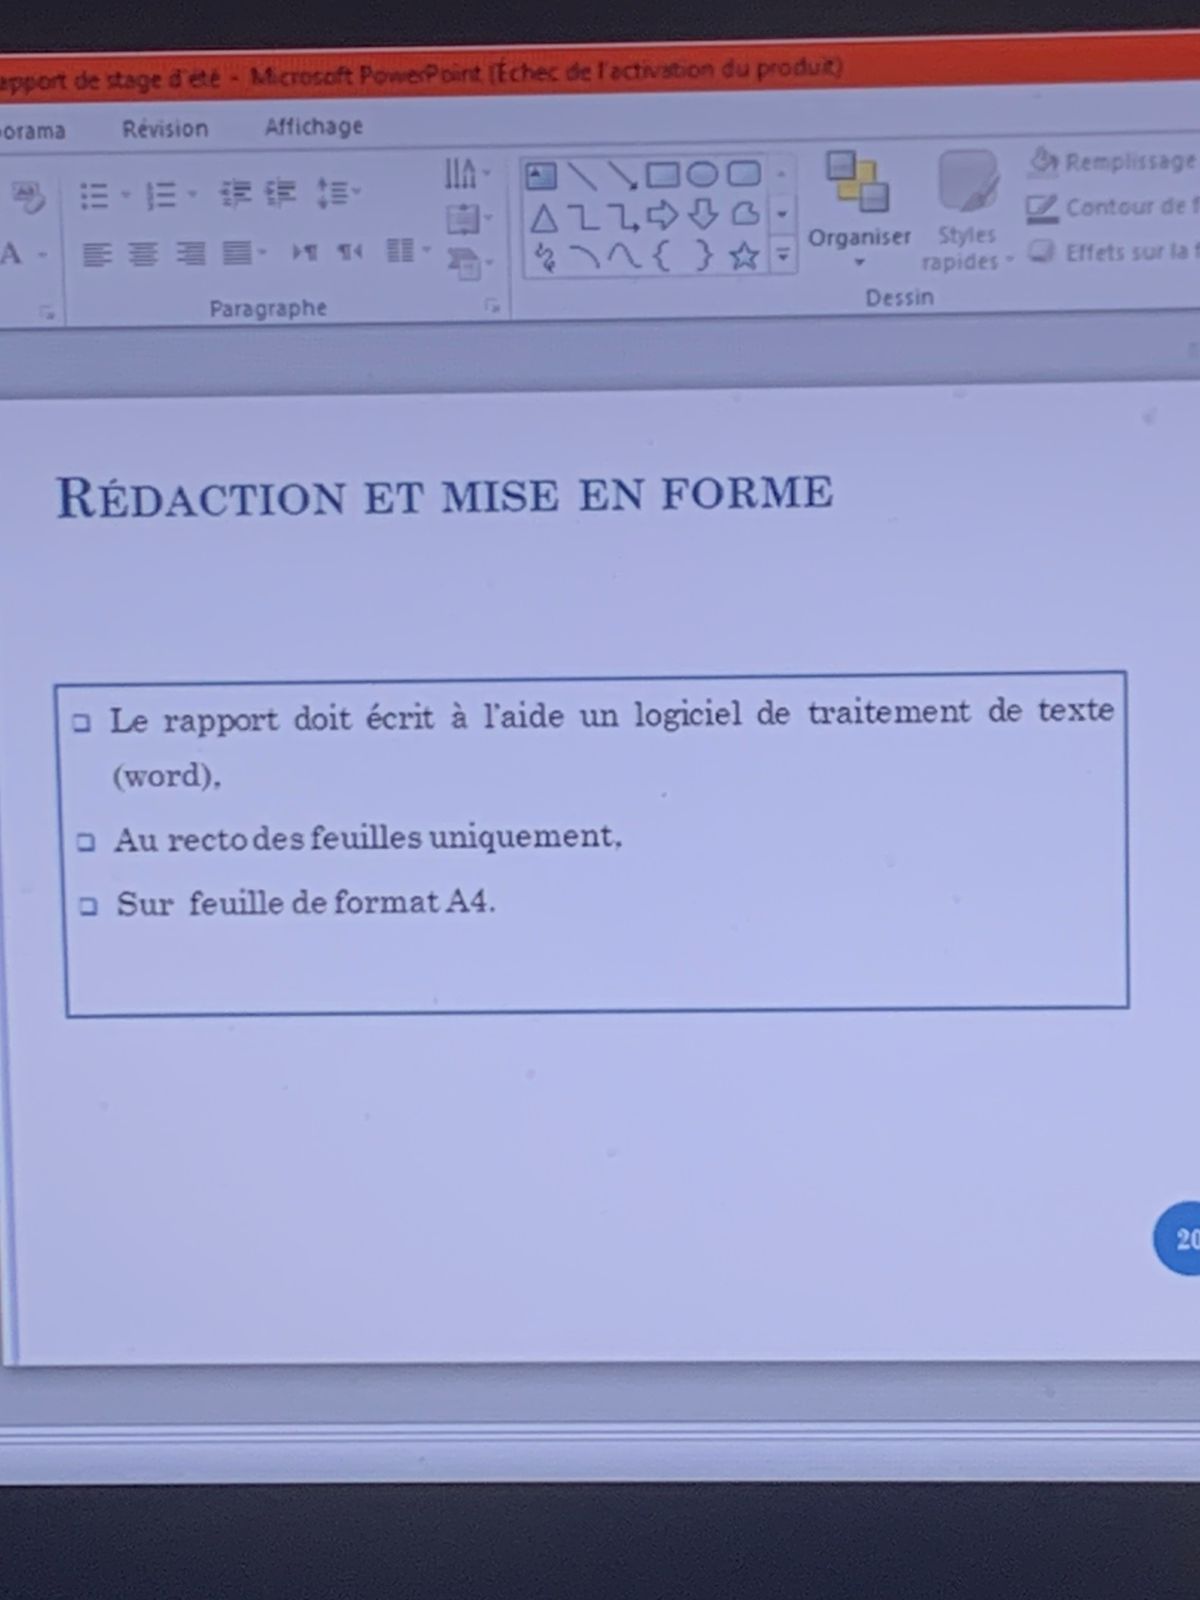 apport de stage d'été - Microsoft PowerPoint (Échec de l'activation du produit)
orama Révision Affichage
Remplissage
A Organiser Styles rapides Contour de f
Effets sur la f
Paragraphe Dessin
RÉDACTION ET MISE EN FORME
Le rapport doit écrit à l'aide un logiciel de traitement de texte
(word),
Au recto des feuilles uniquement,
Sur feuille de format A4.
20